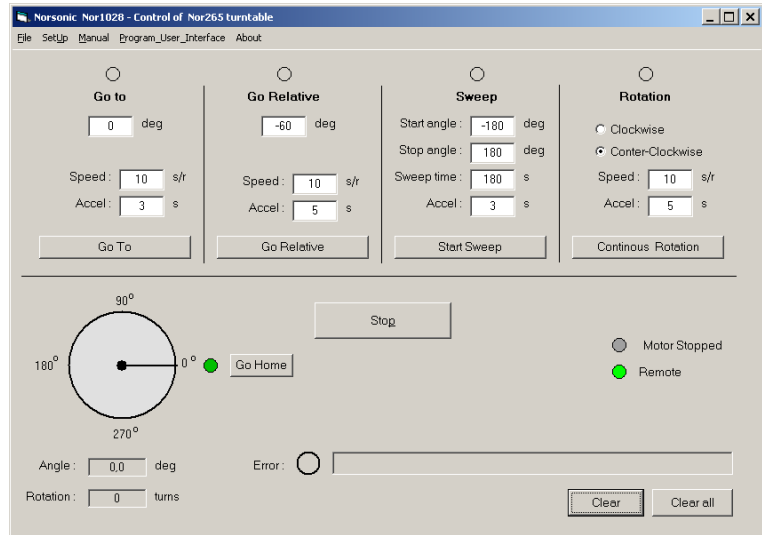 Norsonic Nor1028 - Control of Nor265 turntable
File SetUp Manual Program_User_Interface About
Go to
0 deg
Speed : 10 s/r
Accel : 3 s
Go To
Go Relative
-60 deg
Speed : 10 s/r
Accel : 5 s
Go Relative
Sweep
Start angle : -180 deg
Stop angle : 180 deg
Sweep time : 180 s
Accel : 3 s
Start Sweep
Rotation
Clockwise
Conter-Clockwise
Speed : 10 s/r
Accel : 5 s
Continous Rotation
90°
180°
0°
270°
Go Home
Stop
Motor Stopped
Remote
Angle : 0,0 deg
Rotation : 0 turns
Error :
Clear
Clear all